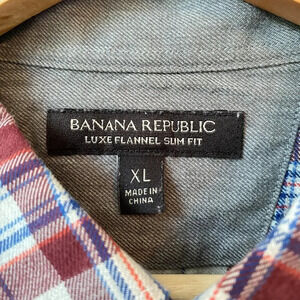 BANANA REPUBLIC
LUXE FLANNEL SLIM FIT
XL
MADE IN
CHINA